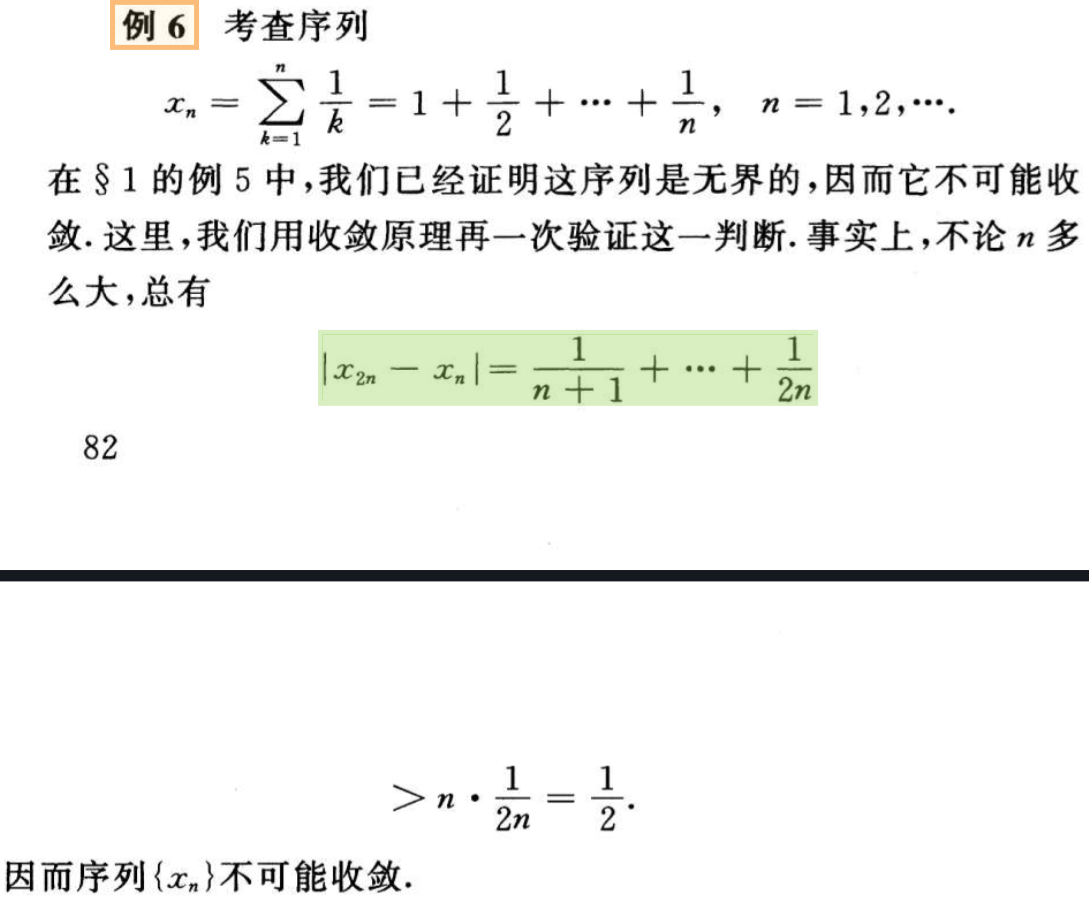 例 6 考查序列
$x_n = \sum_{k=1}^{n} \frac{1}{k} = 1 + \frac{1}{2} + \cdots + \frac{1}{n}, \quad n = 1,2,\cdots.$
在 § 1 的例 5 中,我们已经证明这序列是无界的,因而它不可能收
敛. 这里,我们用收敛原理再一次验证这一判断. 事实上,不论 n 多
么大,总有
$|x_{2n} - x_n| = \frac{1}{n+1} + \cdots + \frac{1}{2n}$
82
$> n \cdot \frac{1}{2n} = \frac{1}{2}.$
因而序列{$x_n$}不可能收敛.